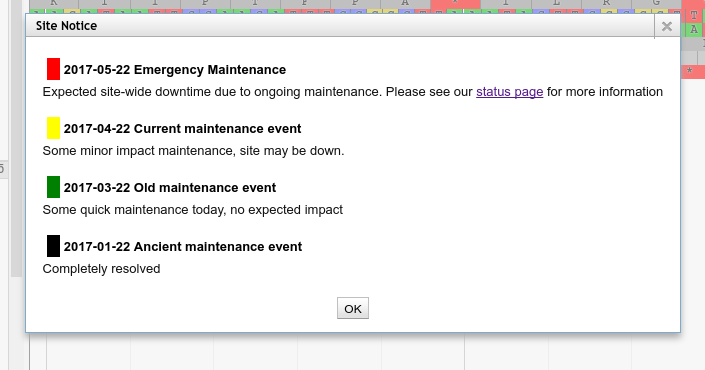 Site Notice
2017-05-22 Emergency Maintenance
Expected site-wide downtime due to ongoing maintenance. Please see our status page for more information
2017-04-22 Current maintenance event
Some minor impact maintenance, site may be down.
2017-03-22 Old maintenance event
Some quick maintenance today, no expected impact
2017-01-22 Ancient maintenance event
Completely resolved
OK